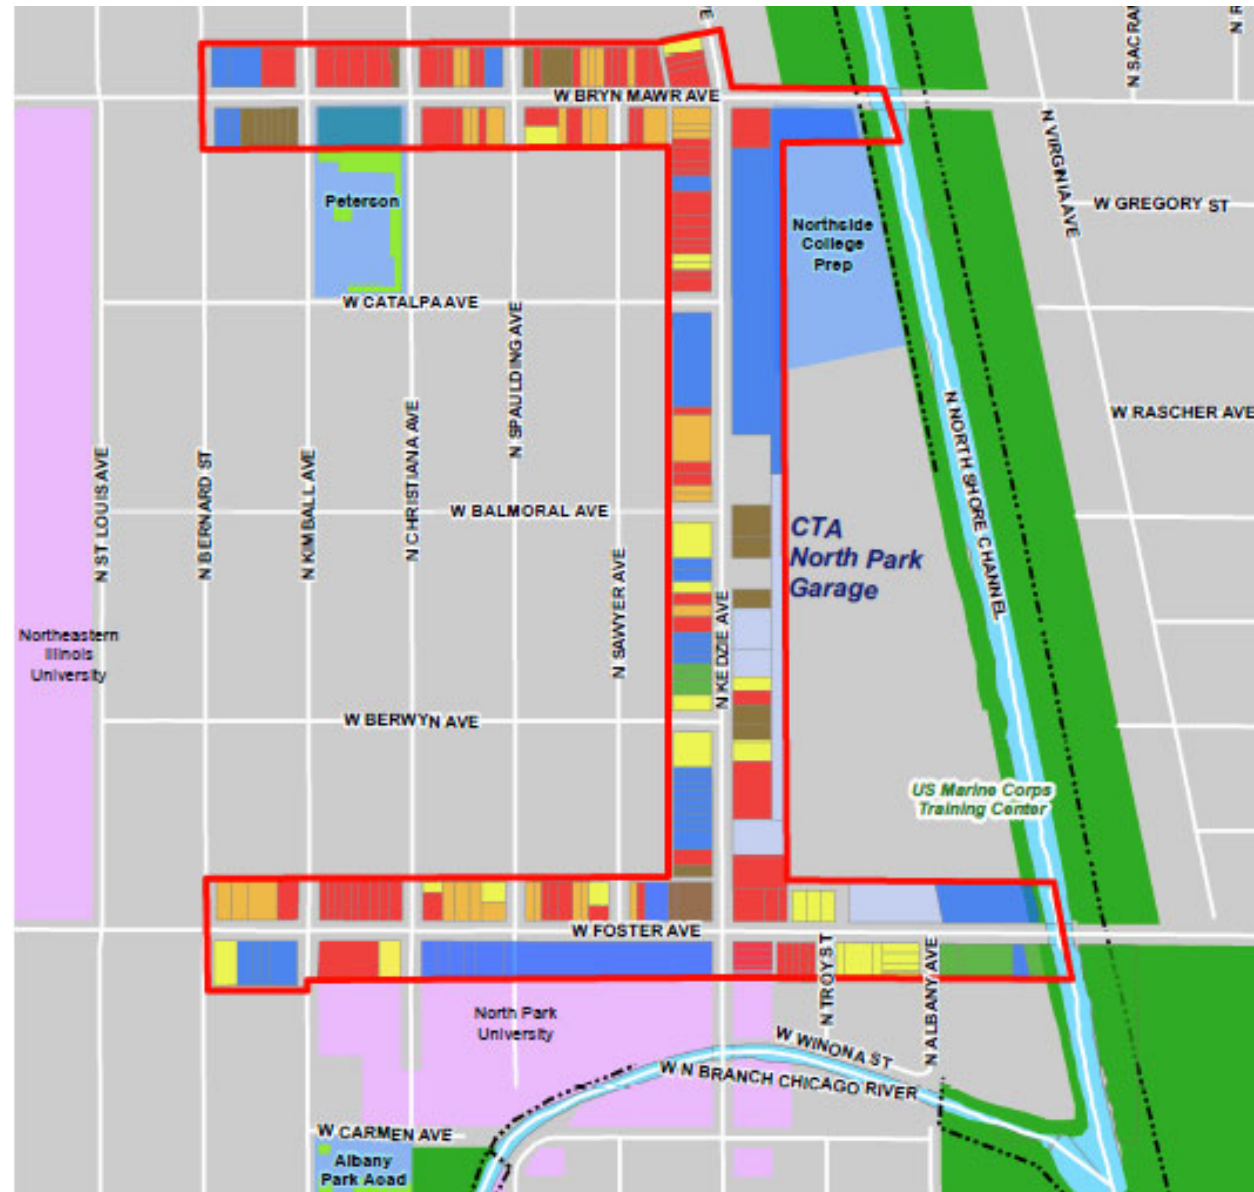 N SACRA
W BRYN MAWR AVE
N VIRGINIA AVE
Peterson
W GREGORY ST
Northside
College
Prep
W CATALPA AVE
N SPAULDING AVE
N NORTH SHORE CHANNEL
W RASCHER AVE
N ST LOUIS AVE
N BERNARD ST
N KIMBALL AVE
N CHRISTIANA AVE
W BALMORAL AVE
N SAWYER AVE
CTA
North Park
Garage
N KEDZIE AVE
Northeastern
Illinois
University
W BERWYN AVE
US Marine Corps
Training Center
W FOSTER AVE
N TROY ST
N ALBANY AVE
North Park
University
W WINONA ST
W N BRANCH CHICAGO RIVER
W CARMEN AVE
Albany
Park Acad